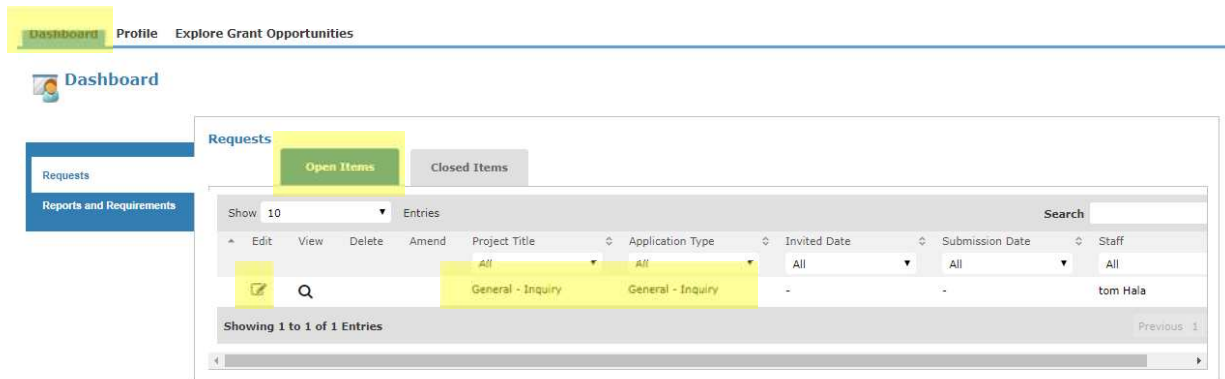 Dashboard Profile Explore Grant Opportunities
Dashboard
Requests
Open Items Closed Items
Requests
Reports and Requirements
Show 10 Entries Search
Edit View Delete Amend Project Title Application Type Invited Date Submission Date Staff
All All All All All
General - Inquiry General - Inquiry - - tom Hala
Showing 1 to 1 of 1 Entries Previous 1